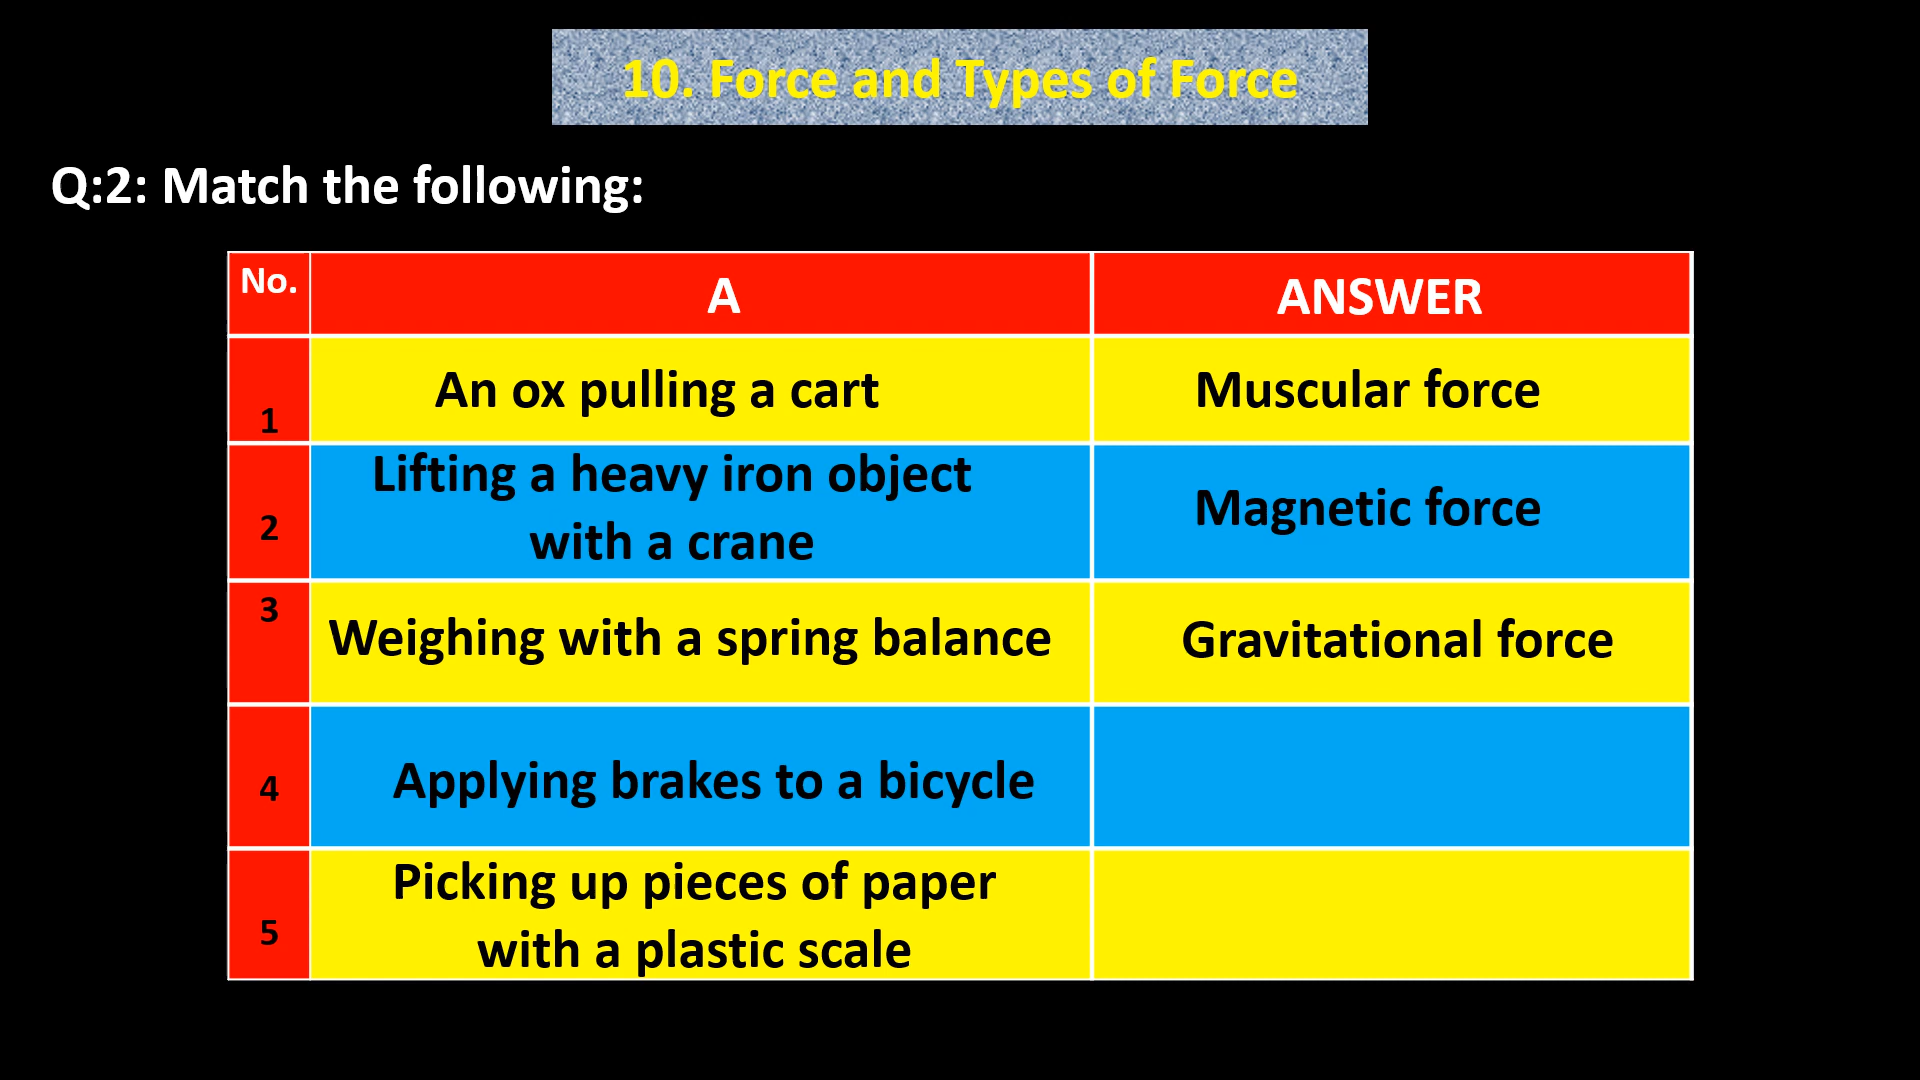 10. Force and Types of Force
Q:2: Match the following:
No. A ANSWER
1 An ox pulling a cart Muscular force
Lifting a heavy iron object
2 with a crane Magnetic force
3 Weighing with a spring balance Gravitational force
4 Applying brakes to a bicycle
Picking up pieces of paper
5 with a plastic scale